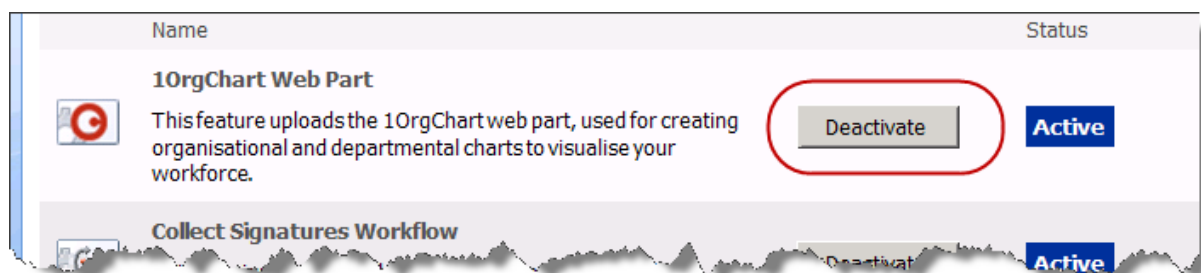 Name Status
1OrgChart Web Part
This feature uploads the 1OrgChart web part, used for creating
organisational and departmental charts to visualise your
workforce.
Deactivate
Active
Collect Signatures Workflow
Deactivate
Active